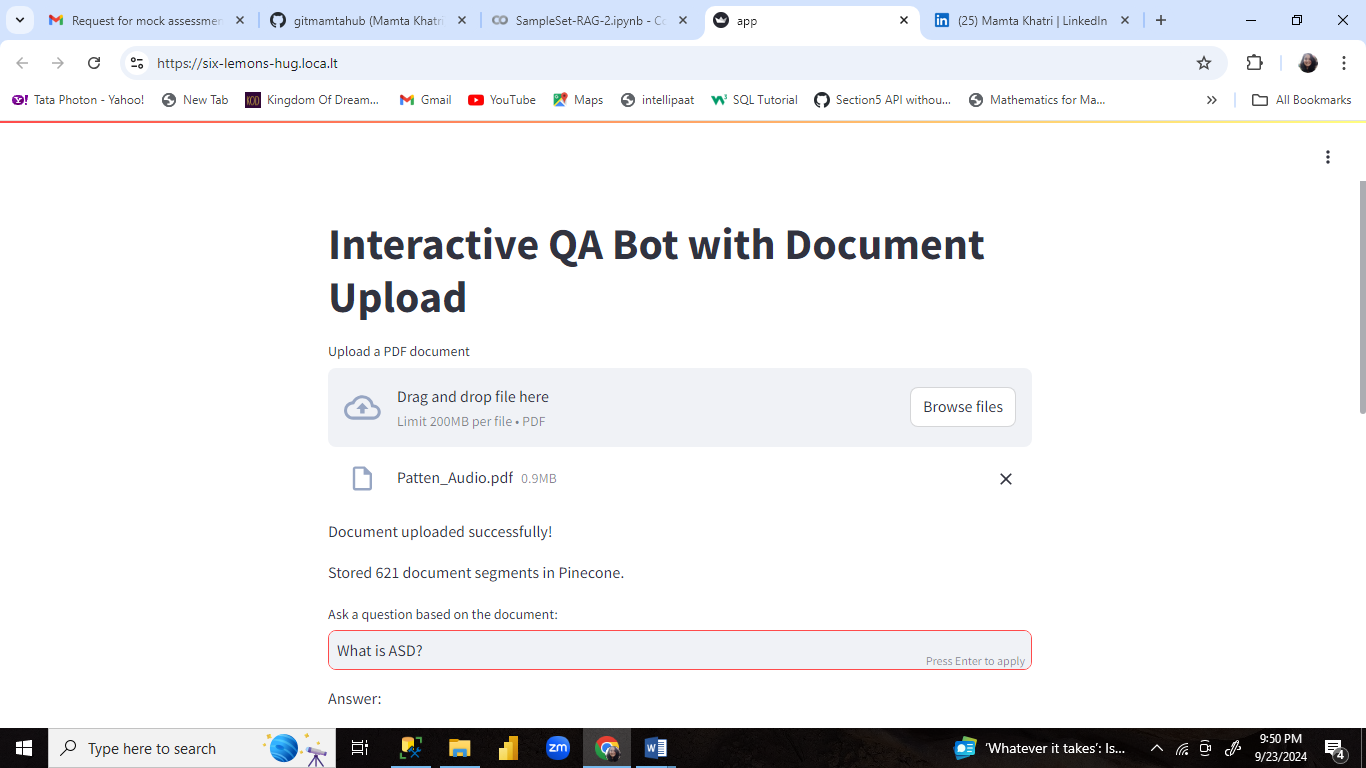 Request for mock assessmen
gitmamtahub (Mamta Khatri
SampleSet-RAG-2.ipynb - Co
app
(25) Mamta Khatri | LinkedIn
https://six-lemons-hug.loca.lt
Tata Photon - Yahoo!
New Tab
KOD
Kingdom Of Dream...
Gmail
YouTube
Maps
intellipaat
SQL Tutorial
Section5 API withou...
Mathematics for Ma...
All Bookmarks
Interactive QA Bot with Document
Upload
Upload a PDF document
Drag and drop file here
Limit 200MB per file • PDF
Browse files
Patten_Audio.pdf 0.9MB
Document uploaded successfully!
Stored 621 document segments in Pinecone.
Ask a question based on the document:
What is ASD?
Press Enter to apply
Answer:
Type here to search
zm
'Whatever it takes': Is...
9:50 PM
9/23/2024
4